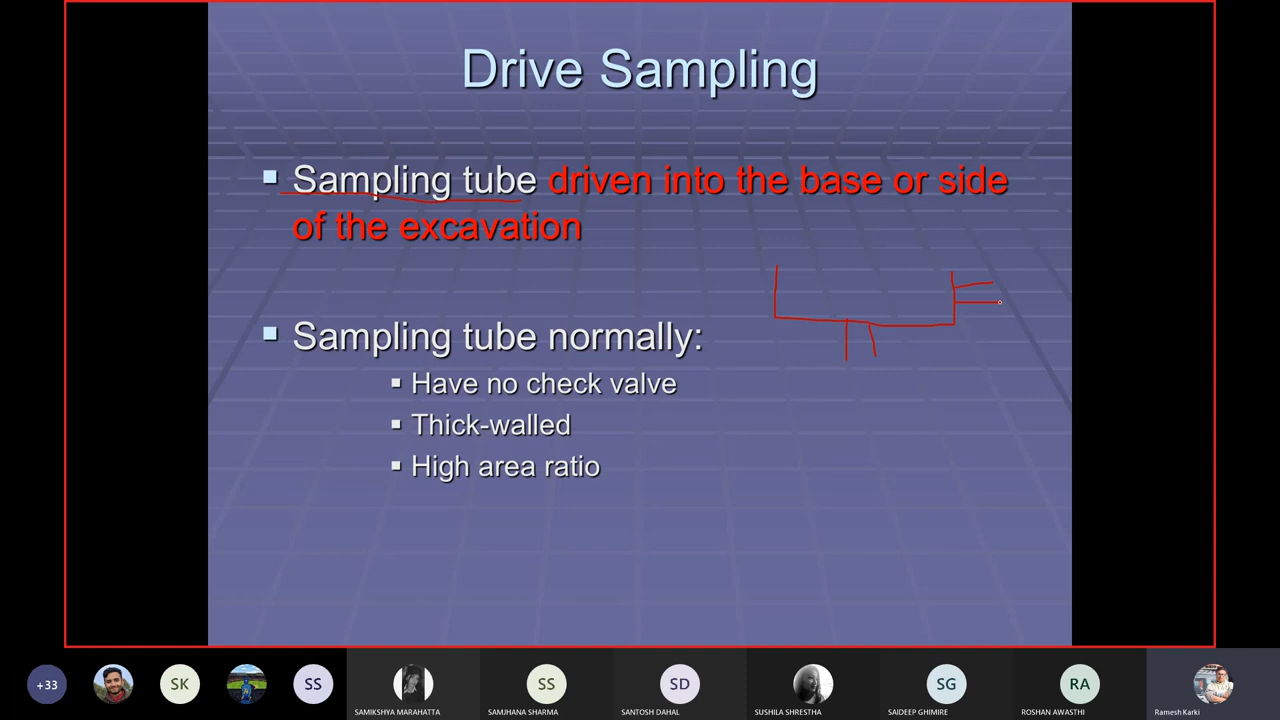 Drive Sampling
Sampling tube driven into the base or side
of the excavation
Sampling tube normally:
Have no check valve
Thick-walled
High area ratio
+33
SK
SS
SS
SD
SG
RA
SAMIKSHYA MARAHATTA
SAMJHANA SHARMA
SANTOSH DAHAL
SUSHILA SHRESTHA
SAIDEEP GHIMIRE
ROSHAN AWASTHI
Ramesh Karki